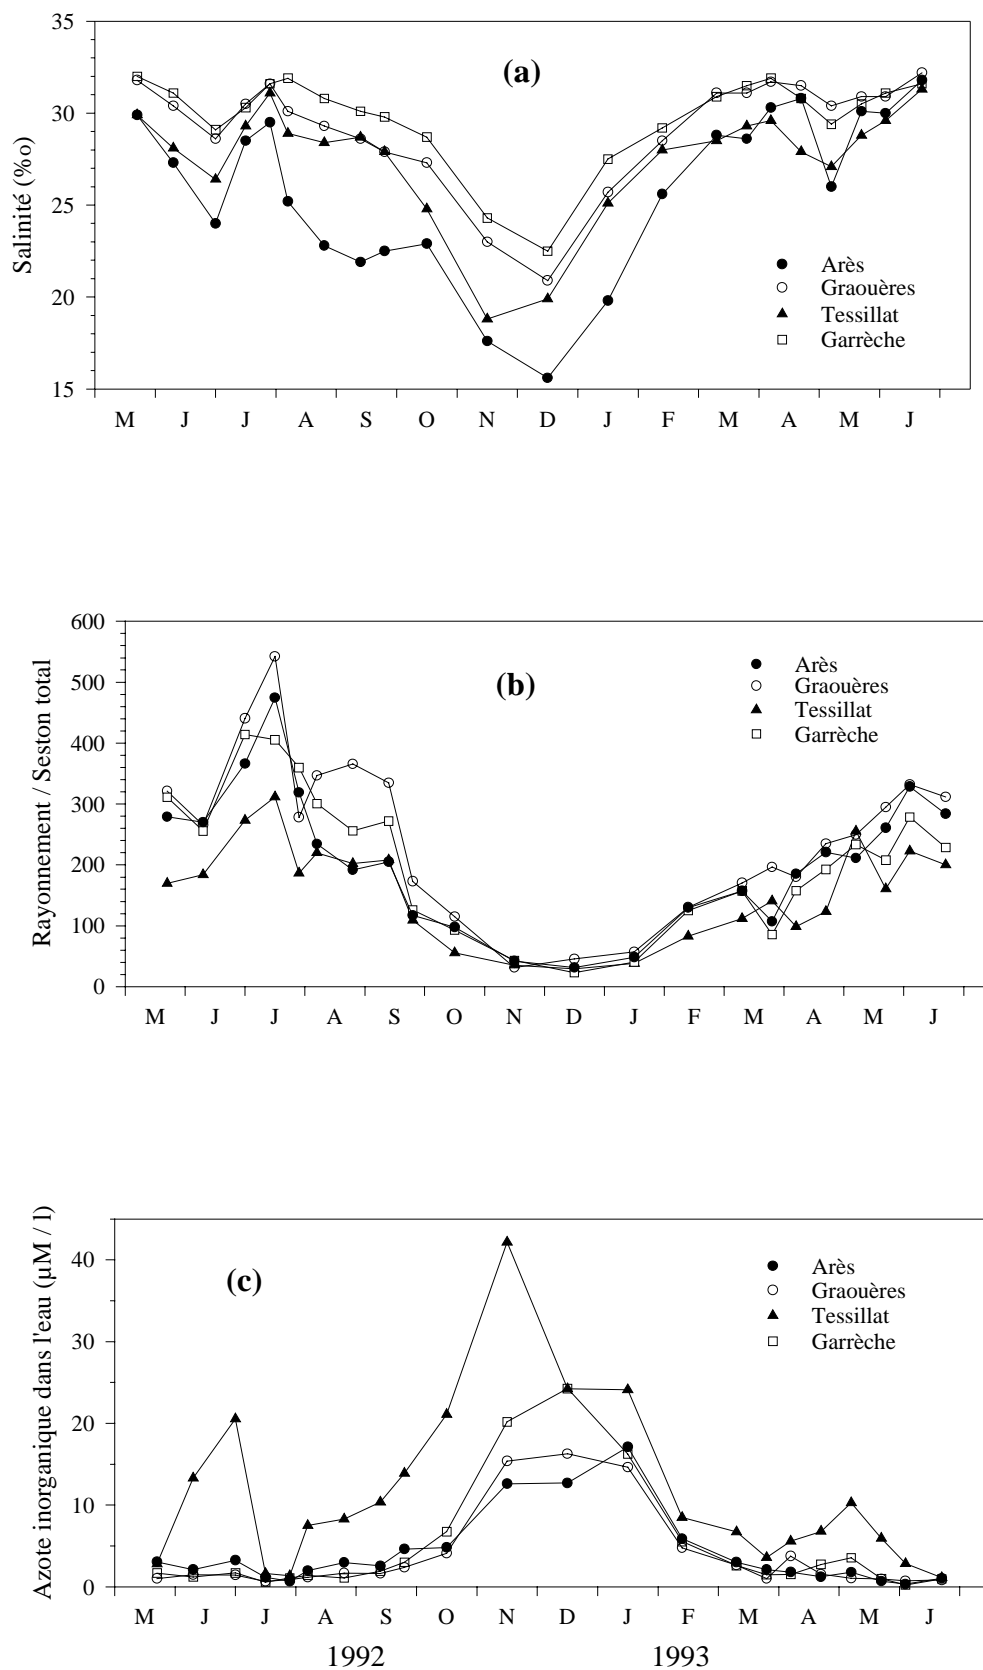 35
30
25
20
15
Salinité (%o)
(a)
Arès
Graouères
Tessillat
Garrèche
M J J A S O N D J F M A M J
600
500
400
300
200
100
0
Rayonnement / Seston total
(b)
Arès
Graouères
Tessillat
Garrèche
M J J A S O N D J F M A M J
40
30
20
10
0
Azote inorganique dans l'eau (µM / l)
(c)
Arès
Graouères
Tessillat
Garrèche
M J J A S O N D J F M A M J
1992 1993